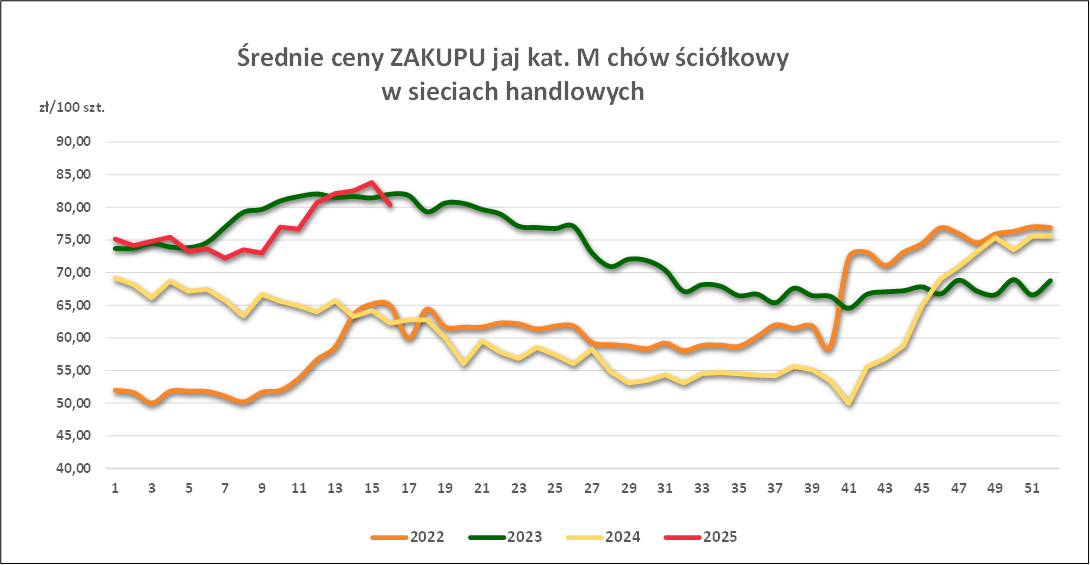 Średnie ceny ZAKUPU jaj kat. M chów ściółkowy
w sieciach handlowych
zł/100 szt.
90,00
85,00
80,00
75,00
70,00
65,00
60,00
55,00
50,00
45,00
40,00
1 3 5 7 9 11 13 15 17 19 21 23 25 27 29 31 33 35 37 39 41 43 45 47 49 51
2022 2023 2024 2025